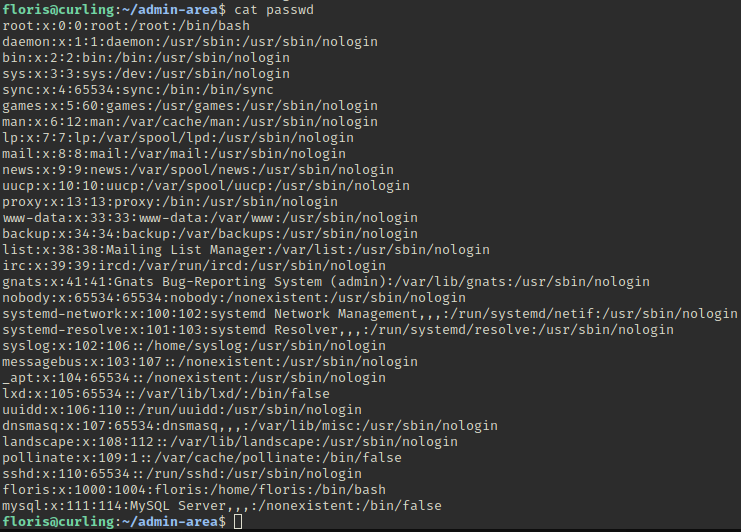 floris@curling:~/admin-area$ cat passwd
root:x:0:0:root:/root:/bin/bash
daemon:x:1:1:daemon:/usr/sbin:/usr/sbin/nologin
bin:x:2:2:bin:/bin:/usr/sbin/nologin
sys:x:3:3:sys:/dev:/usr/sbin/nologin
sync:x:4:65534:sync:/bin:/bin/sync
games:x:5:60:games:/usr/games:/usr/sbin/nologin
man:x:6:12:man:/var/cache/man:/usr/sbin/nologin
lp:x:7:7:lp:/var/spool/lpd:/usr/sbin/nologin
mail:x:8:8:mail:/var/mail:/usr/sbin/nologin
news:x:9:9:news:/var/spool/news:/usr/sbin/nologin
uucp:x:10:10:uucp:/var/spool/uucp:/usr/sbin/nologin
proxy:x:13:13:proxy:/bin:/usr/sbin/nologin
www-data:x:33:33:www-data:/var/www:/usr/sbin/nologin
backup:x:34:34:backup:/var/backups:/usr/sbin/nologin
list:x:38:38:Mailing List Manager:/var/list:/usr/sbin/nologin
irc:x:39:39:ircd:/var/run/ircd:/usr/sbin/nologin
gnats:x:41:41:Gnats Bug-Reporting System (admin):/var/lib/gnats:/usr/sbin/nologin
nobody:x:65534:65534:nobody:/nonexistent:/usr/sbin/nologin
systemd-network:x:100:102:systemd Network Management,,,:/run/systemd/netif:/usr/sbin/nologin
systemd-resolve:x:101:103:systemd Resolver,,,:/run/systemd/resolve:/usr/sbin/nologin
syslog:x:102:106::/home/syslog:/usr/sbin/nologin
messagebus:x:103:107::/nonexistent:/usr/sbin/nologin
_apt:x:104:65534::/nonexistent:/usr/sbin/nologin
lxd:x:105:65534::/var/lib/lxd/:/bin/false
uuidd:x:106:110::/run/uuidd:/usr/sbin/nologin
dnsmasq:x:107:65534:dnsmasq,,,:/var/lib/misc:/usr/sbin/nologin
landscape:x:108:112::/var/lib/landscape:/usr/sbin/nologin
pollinate:x:109:1::/var/cache/pollinate:/bin/false
sshd:x:110:65534::/run/sshd:/usr/sbin/nologin
floris:x:1000:1004:floris:/home/floris:/bin/bash
mysql:x:111:114:MySQL Server,,,:/nonexistent:/bin/false
floris@curling:~/admin-area$